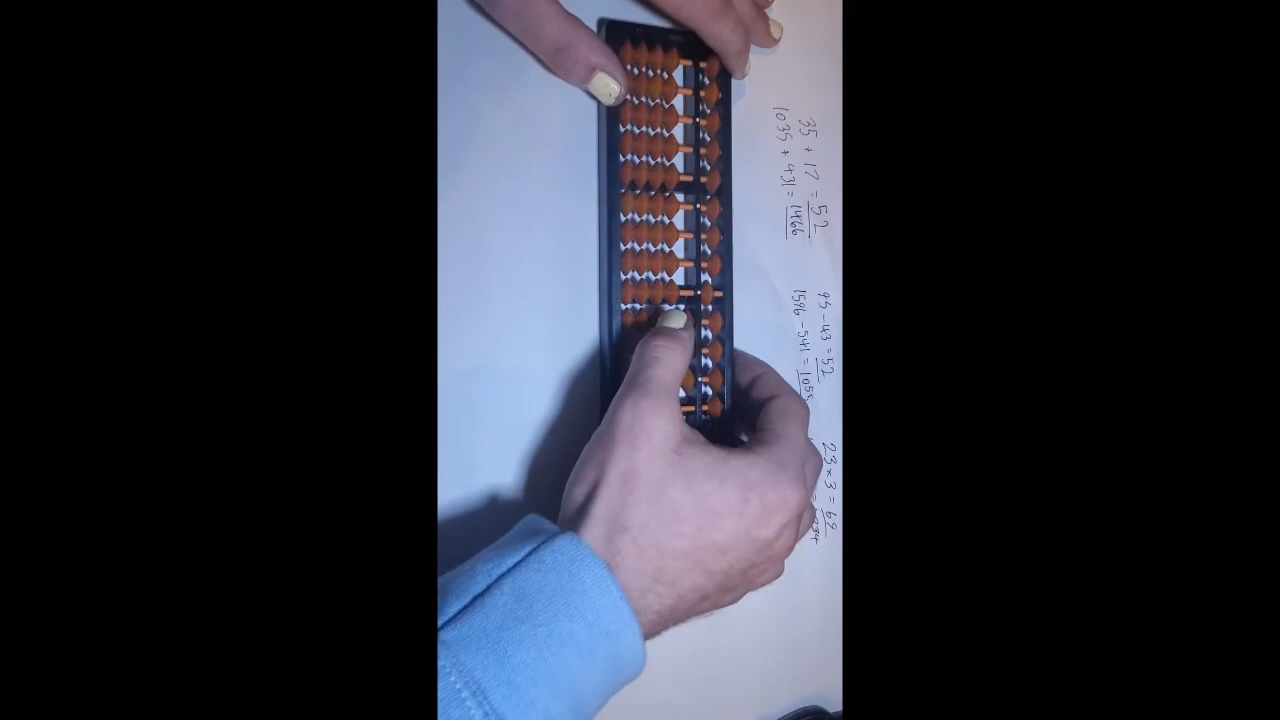 35 + 17 = 52
1035 + 431 = 1466
95 - 43 = 52
1596 - 541 = 1055
23 × 3 = 69